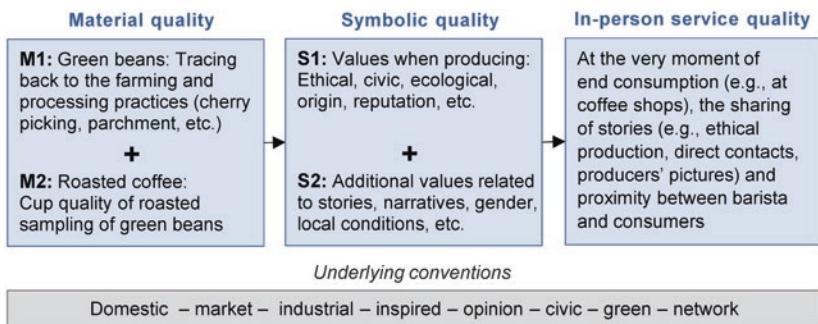 Material quality
M1: Green beans: Tracing
back to the farming and
processing practices (cherry
picking, parchment, etc.)
+
M2: Roasted coffee:
Cup quality of roasted
sampling of green beans
Symbolic quality
S1: Values when producing:
Ethical, civic, ecological,
origin, reputation, etc.
+
S2: Additional values related
to stories, narratives, gender,
local conditions, etc.
In-person service quality
At the very moment of
end consumption (e.g., at
coffee shops), the sharing
of stories (e.g., ethical
production, direct contacts,
producers' pictures) and
proximity between barista
and consumers
Underlying conventions
Domestic – market – industrial – inspired – opinion – civic – green – network